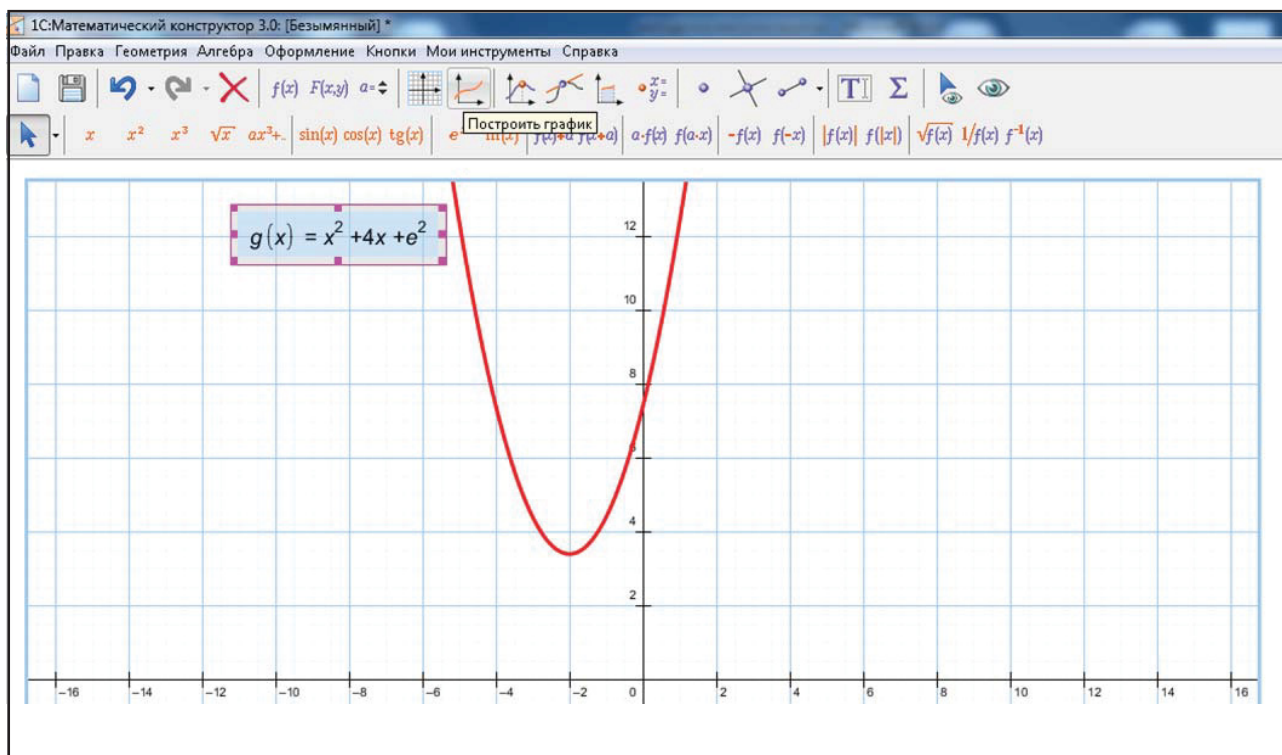 1С:Математический конструктор 3.0: [Безымянный] *
Файл Правка Геометрия Алгебра Оформление Кнопки Мои инструменты Справка
f(x) F(x,y) a= x= y= T Σ
Построить график
x x² x³ √x ax³+.. sin(x) cos(x) tg(x) a·f(x) f(a·x) -f(x) f(-x) |f(x)| f(|x|) √f(x) 1/f(x) f⁻¹(x)
g(x) = x² +4x +e²
12
10
8
6
4
2
-16 -14 -12 -10 -8 -6 -4 -2 0 2 4 6 8 10 12 14 16